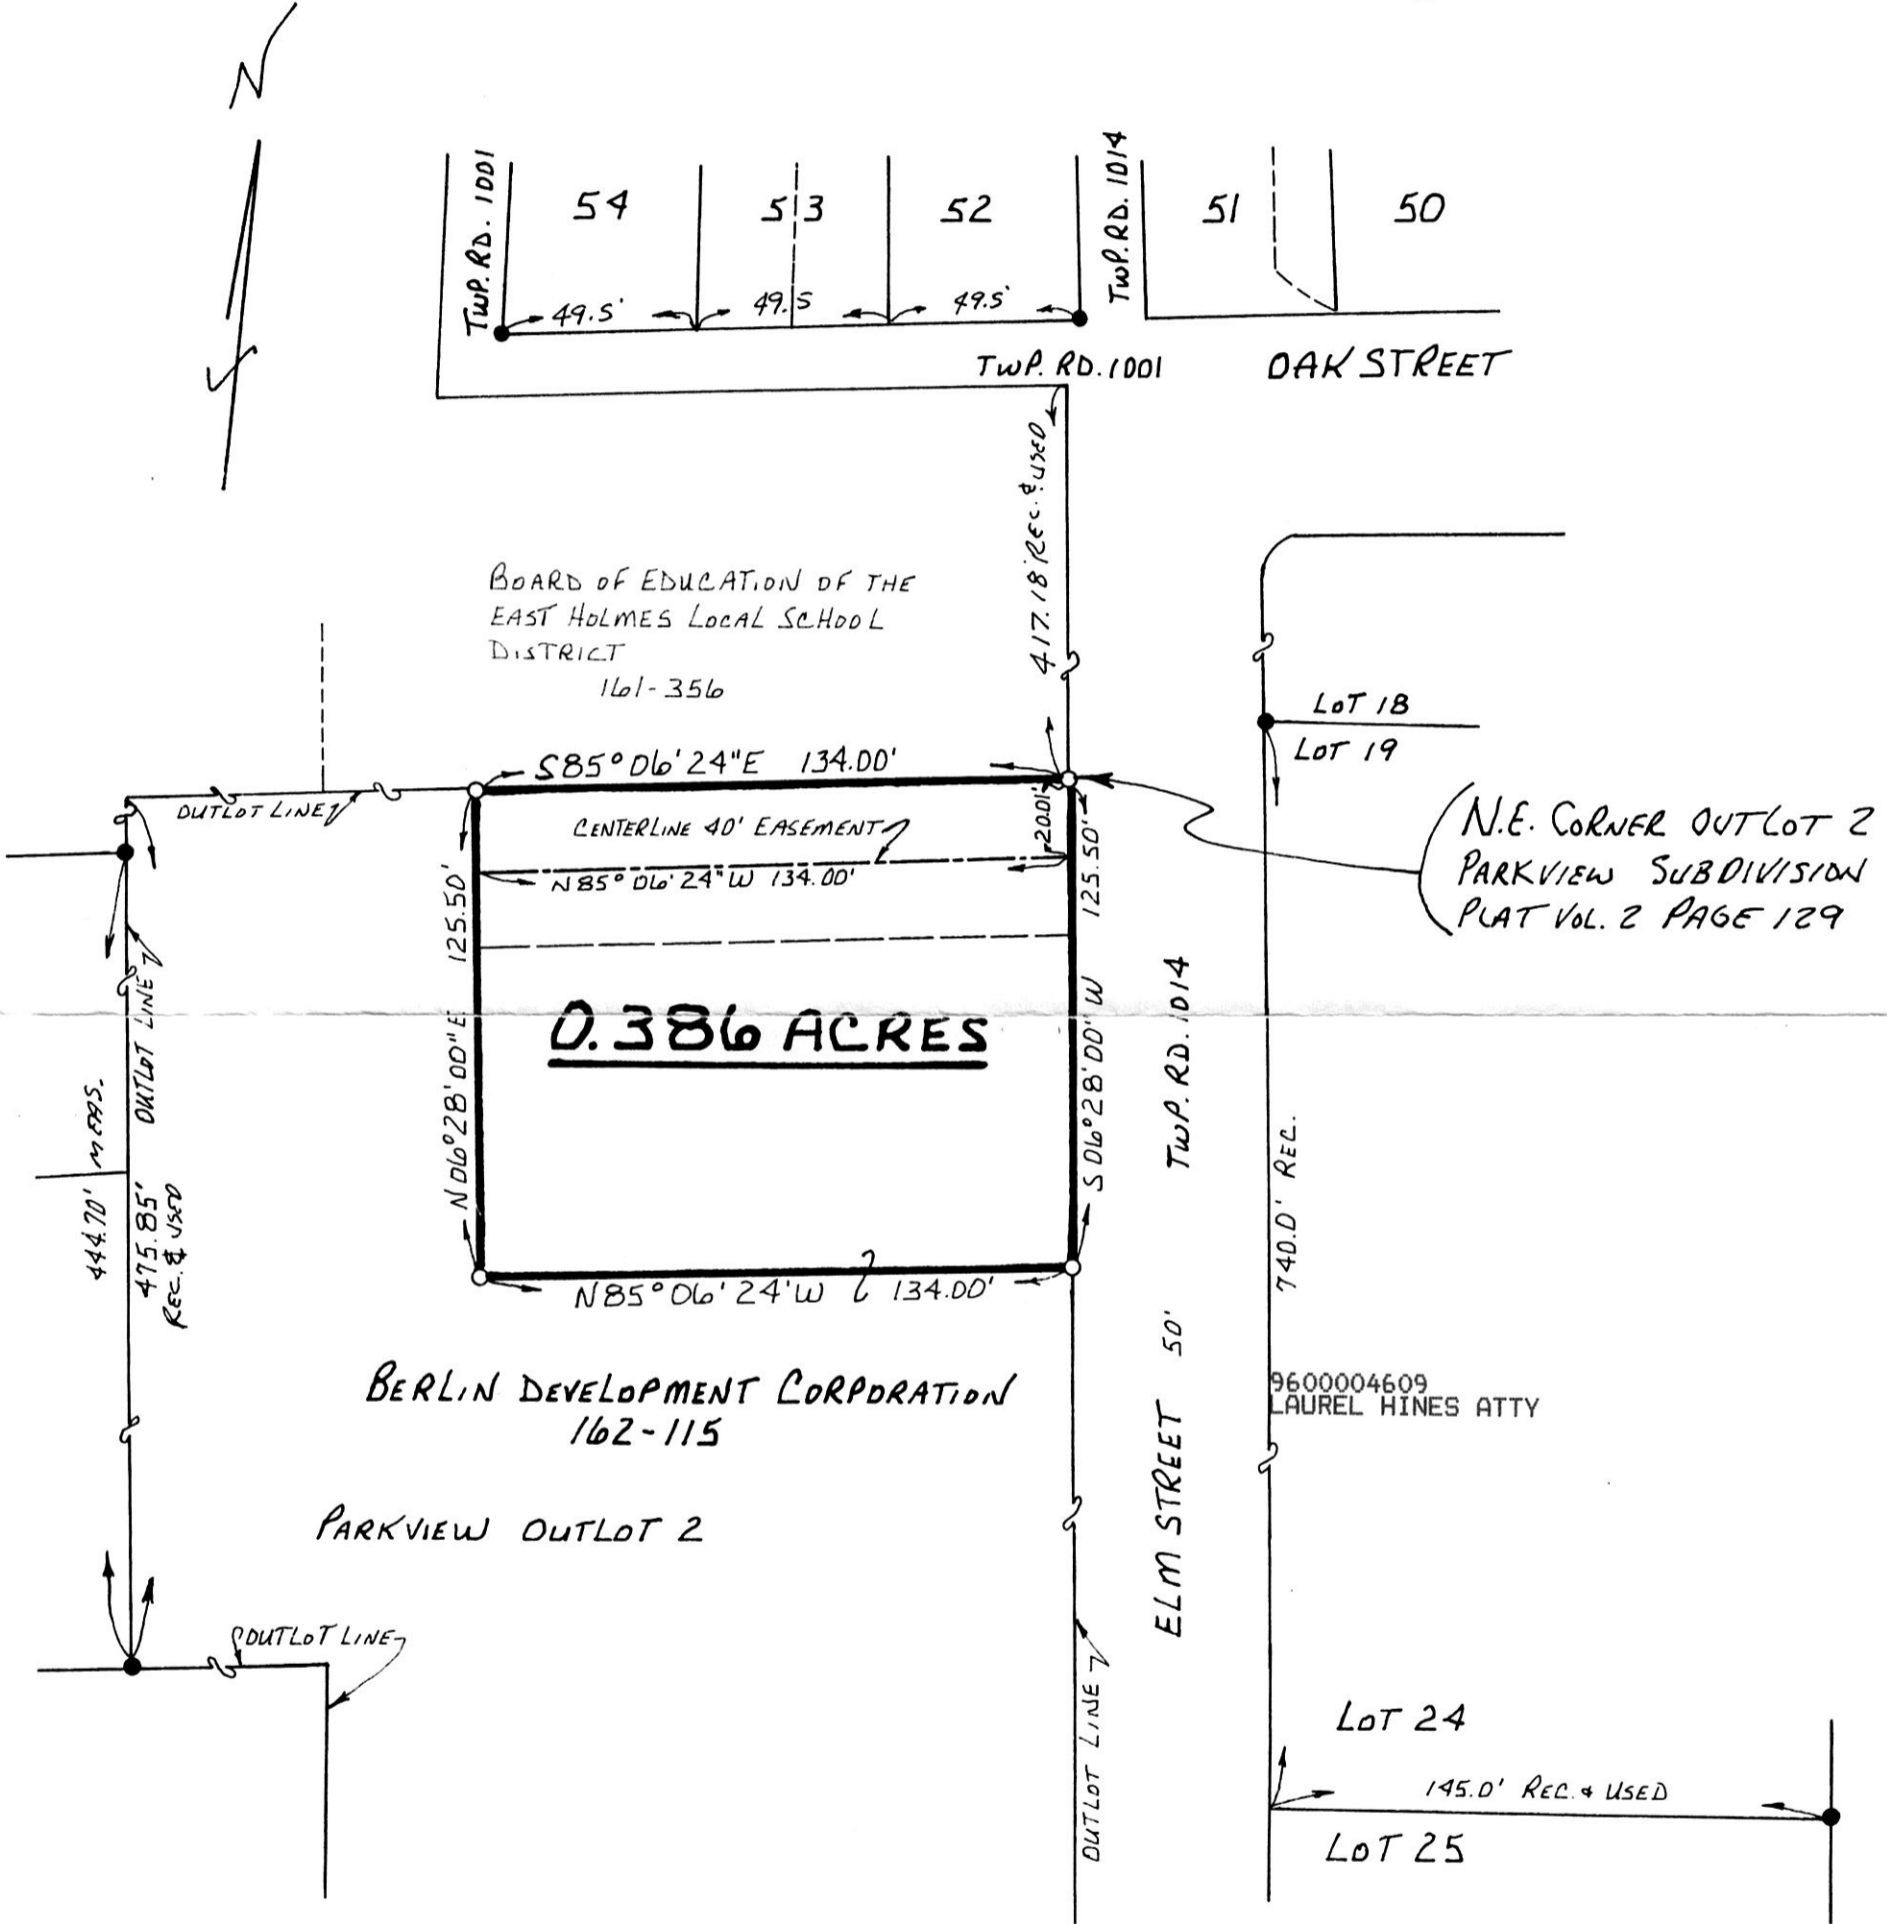 N
TWP. RD. 1001
54
53
52
TWP. RD. 1014
51
50
49.5'
49.5
49.5'
TWP. RD. 1001
OAK STREET
417.18' REC. & USED
BOARD OF EDUCATION OF THE
EAST HOLMES LOCAL SCHOOL
DISTRICT
161-356
LOT 18
LOT 19
S85°06'24"E 134.00'
OUTLOT LINE
CENTERLINE 40' EASEMENT
20.01'
N85°06'24"W 134.00'
N.E. CORNER OUTLOT 2
PARKVIEW SUBDIVISION
PLAT VOL. 2 PAGE 129
N06°28'00"E 125.50'
S06°28'00"W 125.50'
0.386 ACRES
OUTLOT LINE
444.70' MEAS.
475.85'
REC. & USED
TWP. RD. 1014
740.0' REC.
N85°06'24'W 134.00'
BERLIN DEVELOPMENT CORPORATION
162-115
ELM STREET 50'
9600004609
LAUREL HINES ATTY
PARKVIEW OUTLOT 2
OUTLOT LINE
OUTLOT LINE
LOT 24
145.0' REC. & USED
LOT 25